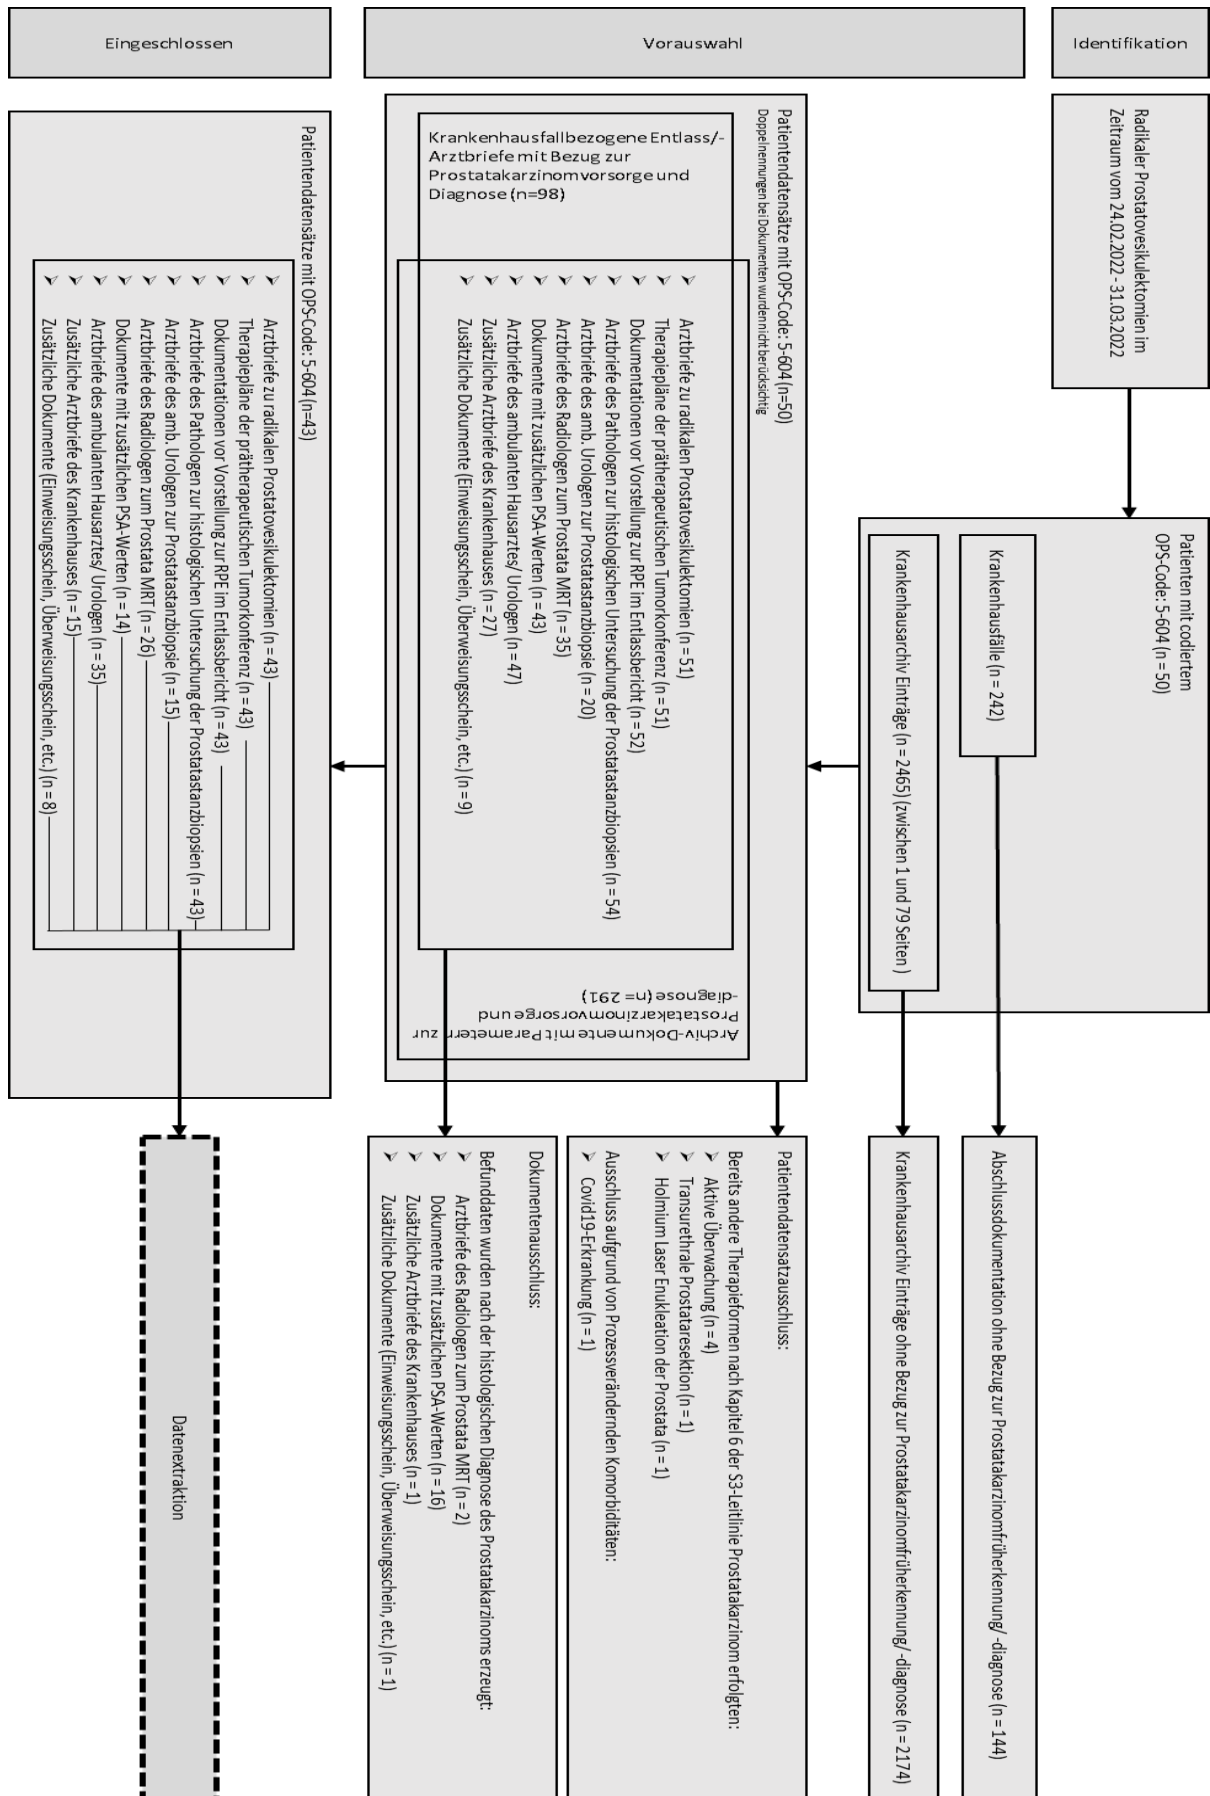 Identifikation
Vorauswahl
Eingeschlossen
Radikaler Prostatovesikulektomien im
Zeitraum vom 24.02.2022 - 31.03.2022
Patienten mit codiertem
OPS-Code: 5-604 (n = 50)
Krankenhausfälle (n = 242)
Krankenhausarchiv Einträge (n = 2465) (zwischen 1 und 79 Seiten )
Abschlussdokumentation ohne Bezug zur Prostatakarzinomfrüherkennung/ -diagnose (n = 144)
Krankenhausarchiv Einträge ohne Bezug zur Prostatakarzinomfrüherkennung/ -diagnose (n = 2174)
Patientendatensätze mit OPS-Code: 5-604 (n=50)
Doppelnennungen bei Dokumenten wurden nicht berücksichtig
Krankenhausfallbezogene Entlass/-
Arztbriefe mit Bezug zur
Prostatakarzinomvorsorge und
Diagnose (n=98)
➢ Arztbriefe zu radikalen Prostatovesikulektomien (n = 51)
➢ Therapiepläne der prätherapeutischen Tumorkonferenz (n = 51)
➢ Dokumentationen vor Vorstellung zur RPE im Entlassbericht (n = 52)
➢ Arztbriefe des Pathologen zur histologischen Untersuchung der Prostatastanzbiopsien (n = 54)
➢ Arztbriefe des amb. Urologen zur Prostatastanzbiopsie (n = 20)
➢ Arztbriefe des Radiologen zum Prostata MRT (n = 35)
➢ Dokumente mit zusätzlichen PSA-Werten (n = 43)
➢ Arztbriefe des ambulanten Hausarztes/ Urologen (n = 47)
➢ Zusätzliche Arztbriefe des Krankenhauses (n = 27)
➢ Zusätzliche Dokumente (Einweisungsschein, Überweisungsschein, etc.) (n = 9)
Archiv-Dokumente mit Parametern zur
Prostatakarzinomvorsorge und
-diagnose (n= 291)
Patientendatensatzausschluss:
Bereits andere Therapieformen nach Kapitel 6 der S3-Leitlinie Prostatakarzinom erfolgten:
➢ Aktive Überwachung (n = 4)
➢ Transurethrale Prostataresektion (n = 1)
➢ Holmium Laser Enukleation der Prostata (n = 1)
Ausschluss aufgrund von Prozessverändernden Komorbiditäten:
➢ Covid19-Erkrankung (n = 1)
Dokumentenausschluss:
Befunddaten wurden nach der histologischen Diagnose des Prostatakarzinoms erzeugt:
➢ Arztbriefe des Radiologen zum Prostata MRT (n = 2)
➢ Dokumente mit zusätzlichen PSA-Werten (n = 16)
➢ Zusätzliche Arztbriefe des Krankenhauses (n = 1)
➢ Zusätzliche Dokumente (Einweisungsschein, Überweisungsschein, etc.) (n = 1)
Patientendatensätze mit OPS-Code: 5-604 (n=43)
➢ Arztbriefe zu radikalen Prostatovesikulektomien (n = 43)
➢ Therapiepläne der prätherapeutischen Tumorkonferenz (n = 43)
➢ Dokumentationen vor Vorstellung zur RPE im Entlassbericht (n = 43)
➢ Arztbriefe des Pathologen zur histologischen Untersuchung der Prostatastanzbiopsien (n = 43)
➢ Arztbriefe des amb. Urologen zur Prostatastanzbiopsie (n = 15)
➢ Arztbriefe des Radiologen zum Prostata MRT (n = 26)
➢ Dokumente mit zusätzlichen PSA-Werten (n = 14)
➢ Arztbriefe des ambulanten Hausarztes/ Urologen (n = 35)
➢ Zusätzliche Arztbriefe des Krankenhauses (n = 15)
➢ Zusätzliche Dokumente (Einweisungsschein, Überweisungsschein, etc.) (n = 8)
Datenextraktion